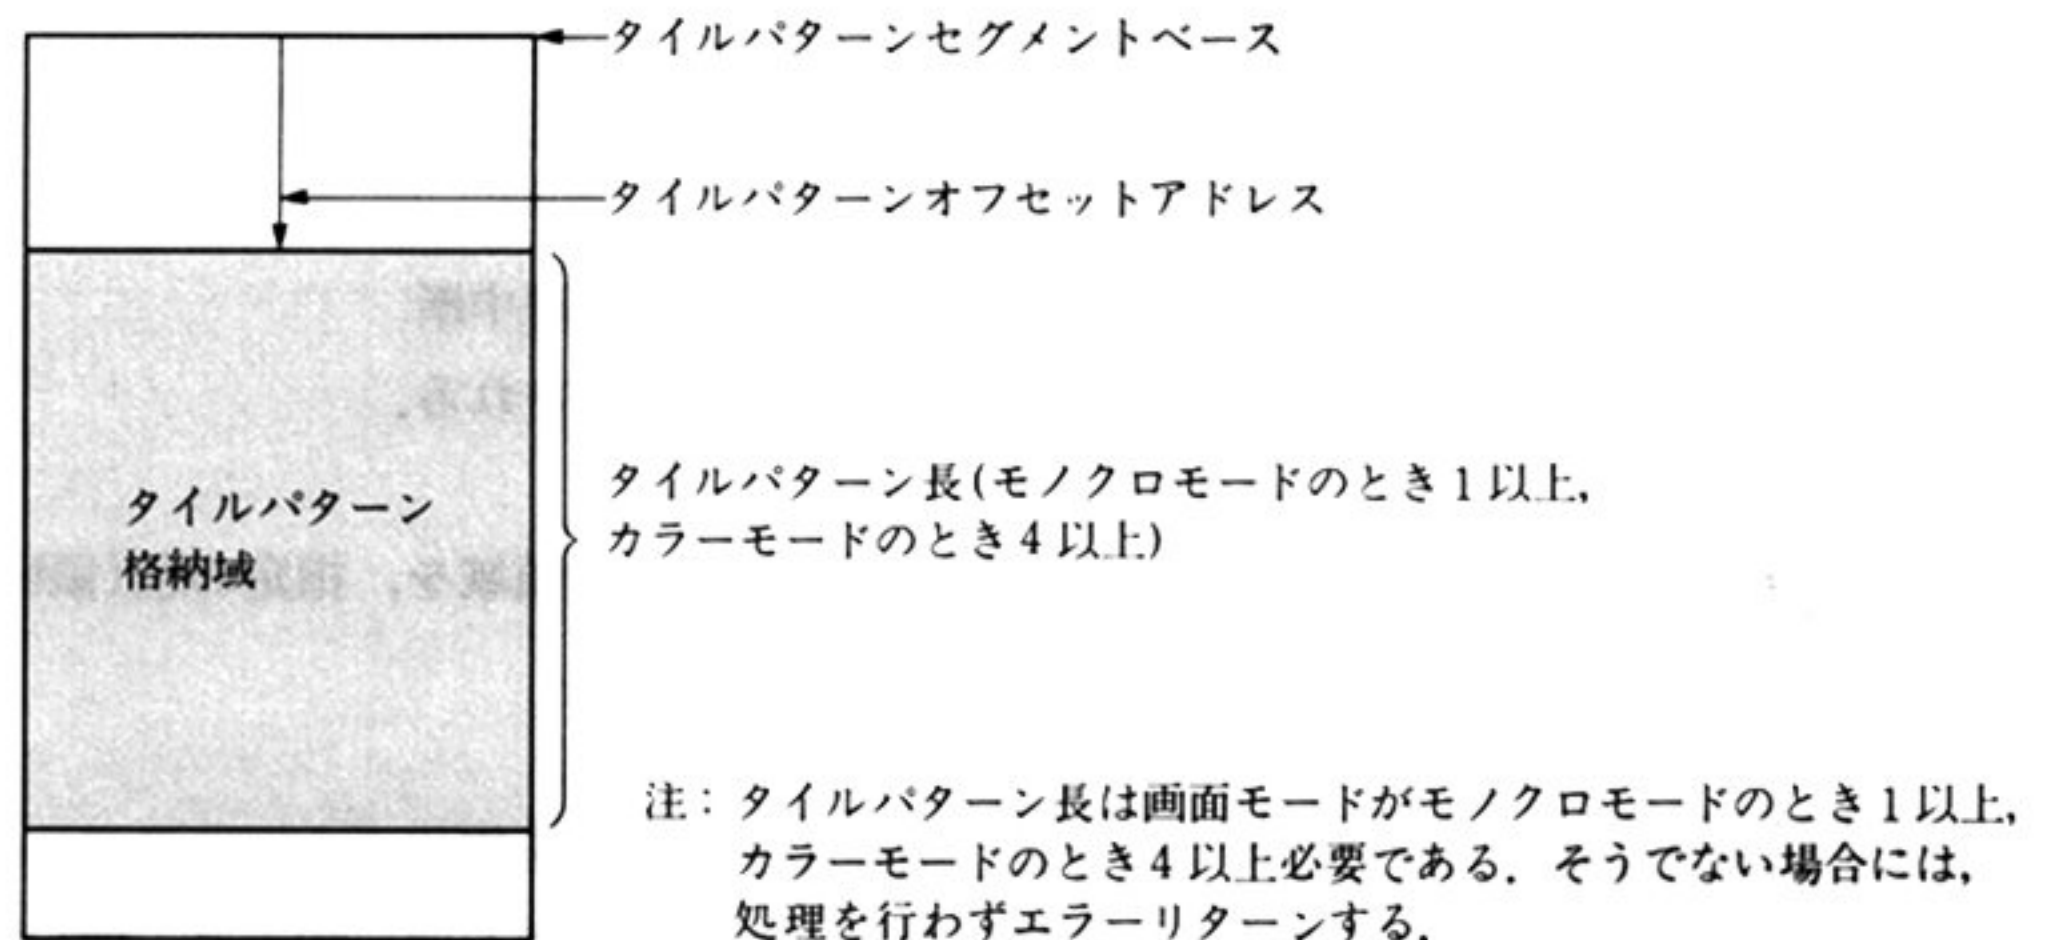 タイルパターンセグメントベース
タイルパターンオフセットアドレス
タイルパターン
格納域
タイルパターン長(モノクロモードのとき1以上,
カラーモードのとき4以上)
注:タイルパターン長は画面モードがモノクロモードのとき1以上,
カラーモードのとき4以上必要である.そうでない場合には,
処理を行わずエラーリターンする.